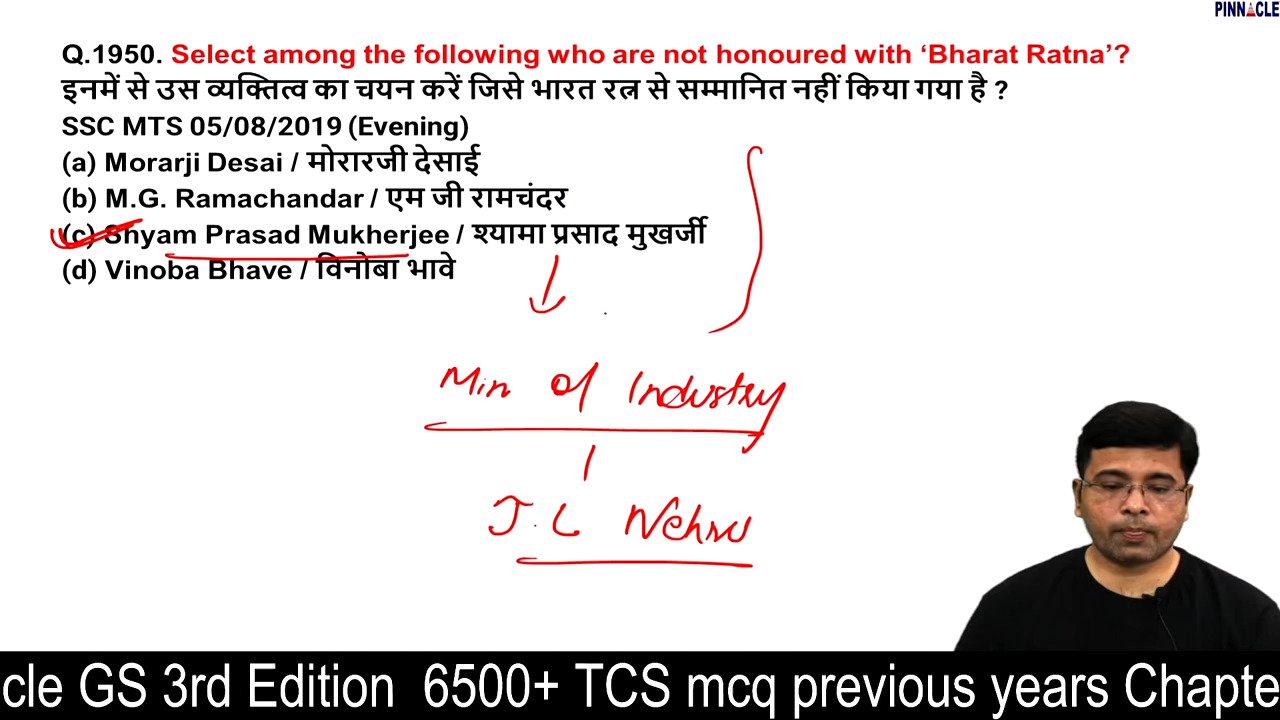 PINNACLE
Q.1950. Select among the following who are not honoured with ‘Bharat Ratna’?
इनमें से उस व्यक्तित्व का चयन करें जिसे भारत रत्न से सम्मानित नहीं किया गया है ?
SSC MTS 05/08/2019 (Evening)
(a) Morarji Desai / मोरारजी देसाई
(b) M.G. Ramachandar / एम जी रामचंदर
(c) Shyam Prasad Mukherjee / श्यामा प्रसाद मुखर्जी
(d) Vinoba Bhave / विनोबा भावे
Min of Industry
J.L Nehru
cle GS 3rd Edition 6500+ TCS mcq previous years Chapte